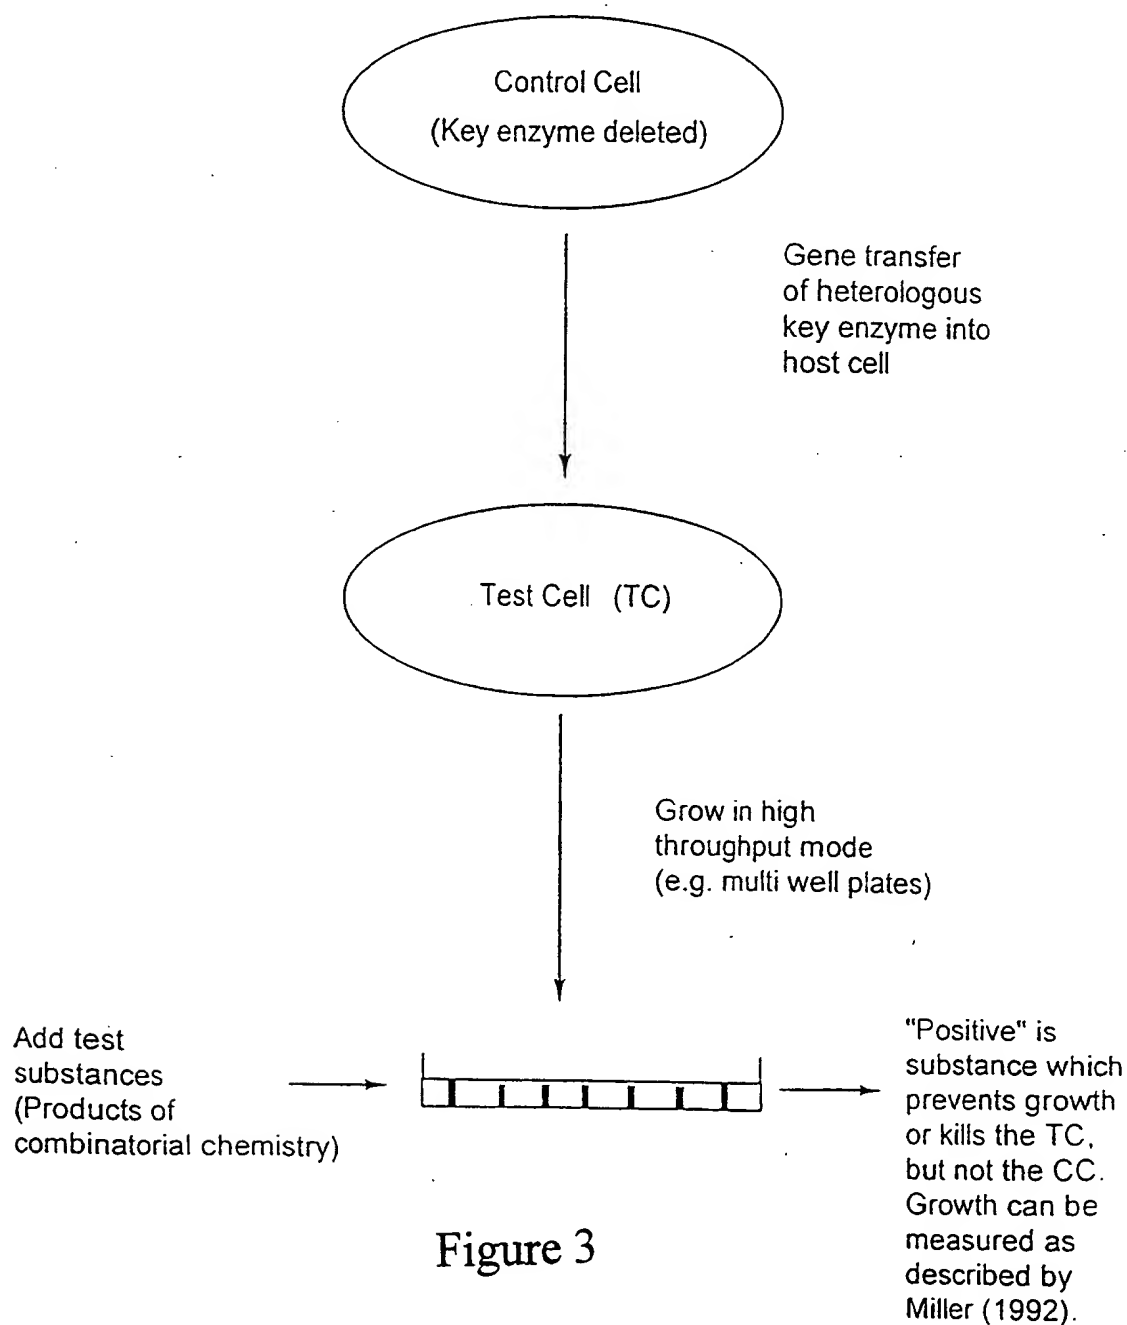 Control Cell
(Key enzyme deleted)
Gene transfer
of heterologous
key enzyme into
host cell
Test Cell (TC)
Grow in high
throughput mode
(e.g. multi well plates)
Add test
substances
(Products of
combinatorial chemistry)
"Positive" is
substance which
prevents growth
or kills the TC,
but not the CC.
Growth can be
measured as
described by
Miller (1992).
Figure 3